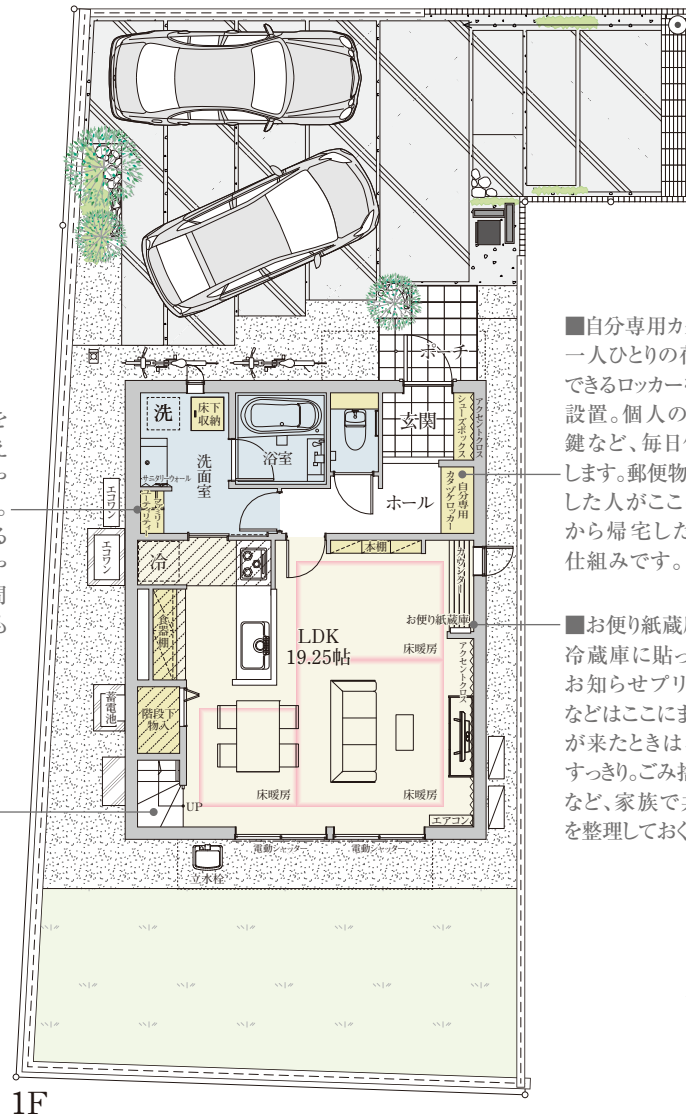 ポーチ
玄関
シューズボックス
アクセントクロス
洗
床下
収納
浴室
洗面室
サニタリーウォール
ホール
自分専用
カタヅケロッカー
エコワン
エコワン
冷
本棚
カウンター
食器棚
LDK
19.25帖
お便り紙蔵庫
床暖房
アクセントクロス
蓄電池
階段下
物入
床暖房
床暖房
UP
エアコン
電動シャッター
電動シャッター
立水栓
1F
■自分専用カ
一人ひとりの
できるロッカー
設置。個人の
鍵など、毎日
します。郵便物
した人がここ
から帰宅した
仕組みです。
■お便り紙蔵
冷蔵庫に貼っ
お知らせプリ
などはここにま
が来たときは
すっきり。ごみ
など、家族で
を整理しておく